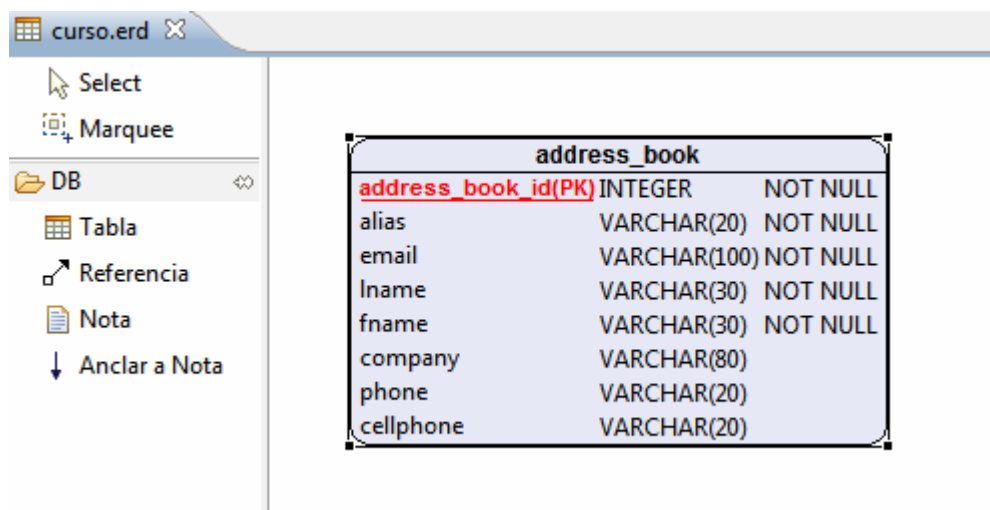 curso.erd
Select
Marquee
DB
Tabla
Referencia
Nota
Anclar a Nota
address_book
address_book_id(PK) INTEGER NOT NULL
alias VARCHAR(20) NOT NULL
email VARCHAR(100) NOT NULL
lname VARCHAR(30) NOT NULL
fname VARCHAR(30) NOT NULL
company VARCHAR(80)
phone VARCHAR(20)
cellphone VARCHAR(20)